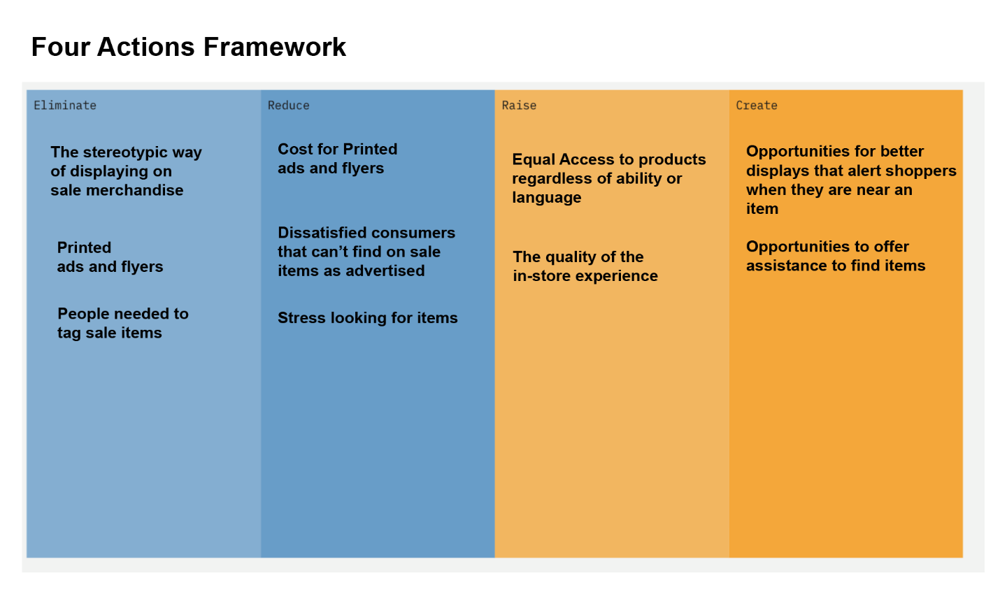 Four Actions Framework
Eliminate
The stereotypic way
of displaying on
sale merchandise
Printed
ads and flyers
People needed to
tag sale items
Reduce
Cost for Printed
ads and flyers
Dissatisfied consumers
that can’t find on sale
items as advertised
Stress looking for items
Raise
Equal Access to products
regardless of ability or
language
The quality of the
in-store experience
Create
Opportunities for better
displays that alert shoppers
when they are near an
item
Opportunities to offer
assistance to find items